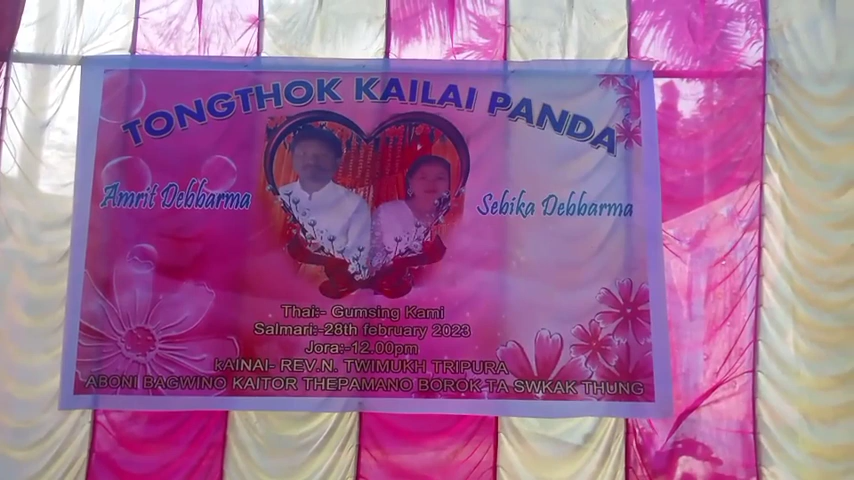 TONGTHOK KAILAI PANDA
Amrit Debbarma
Sebika Debbarma
Thai:- Gumsing Kami
Salmari:-28th february 2023
Jora:-12.00pm
kAINAI- REV.N. TWIMUKH TRIPURA
ABONI BAGWINO KAITOR THEPAMANO BOROK TA SWKAK THUNG